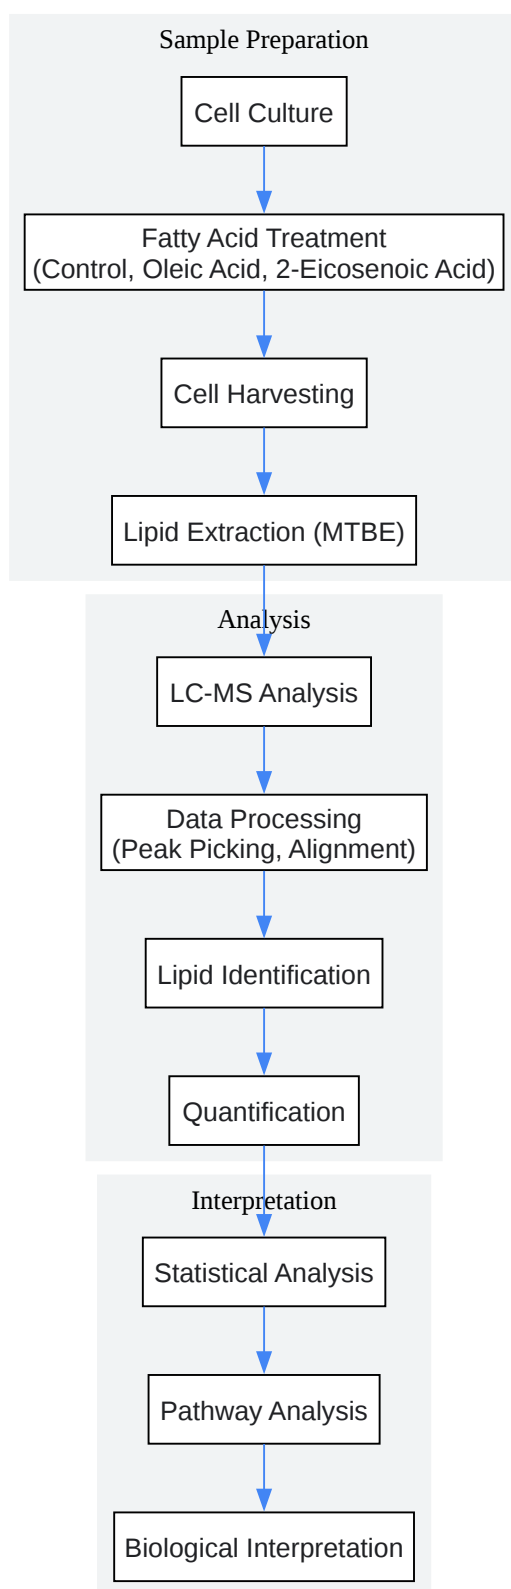 Sample Preparation
Cell Culture
Fatty Acid Treatment
(Control, Oleic Acid, 2-Eicosenoic Acid)
Cell Harvesting
Lipid Extraction (MTBE)
Analysis
LC-MS Analysis
Data Processing
(Peak Picking, Alignment)
Lipid Identification
Quantification
Interpretation
Statistical Analysis
Pathway Analysis
Biological Interpretation